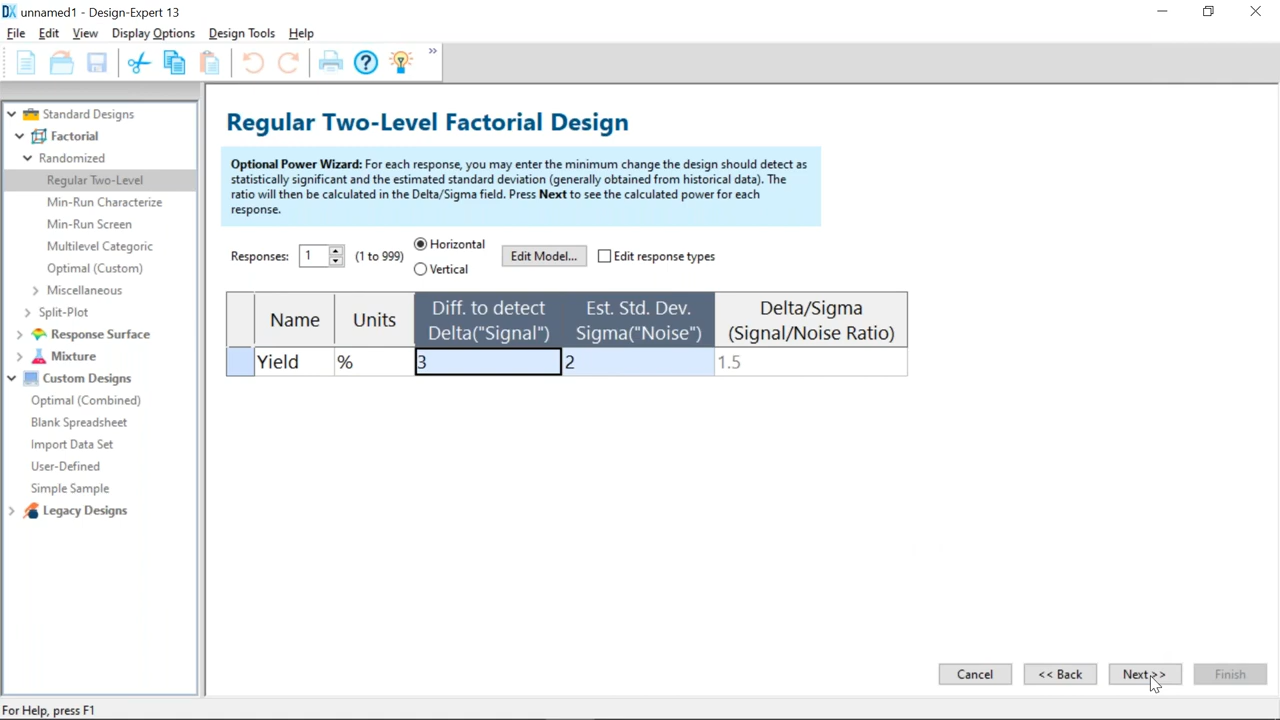 DX unnamed1 - Design-Expert 13
File Edit View Display Options Design Tools Help
»
Standard Designs
Factorial
Randomized
Regular Two-Level
Min-Run Characterize
Min-Run Screen
Multilevel Categoric
Optimal (Custom)
Miscellaneous
Split-Plot
Response Surface
Mixture
Custom Designs
Optimal (Combined)
Blank Spreadsheet
Import Data Set
User-Defined
Simple Sample
Legacy Designs
Regular Two-Level Factorial Design
Optional Power Wizard: For each response, you may enter the minimum change the design should detect as
statistically significant and the estimated standard deviation (generally obtained from historical data). The
ratio will then be calculated in the Delta/Sigma field. Press Next to see the calculated power for each
response.
Responses: 1 (1 to 999) Horizontal Edit Model... Edit response types
Vertical
Name Units Diff. to detect Est. Std. Dev. Delta/Sigma
Delta("Signal") Sigma("Noise") (Signal/Noise Ratio)
Yield % 3 2 1.5
Cancel << Back Next >> Finish
For Help, press F1